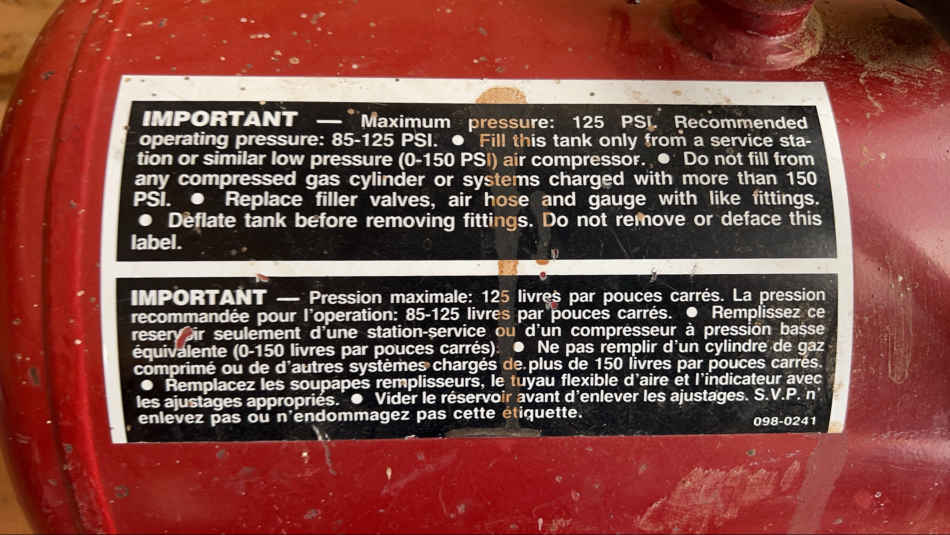 IMPORTANT — Maximum pressure: 125 PSI. Recommended
operating pressure: 85-125 PSI. ● Fill this tank only from a service sta-
tion or similar low pressure (0-150 PSI) air compressor. ● Do not fill from
any compressed gas cylinder or systems charged with more than 150
PSI. ● Replace filler valves, air hose and gauge with like fittings.
● Deflate tank before removing fittings. Do not remove or deface this
label.
IMPORTANT — Pression maximale: 125 livres par pouces carrés. La pression
recommandée pour l'operation: 85-125 livres par pouces carrés. ● Remplissez ce
reservoir seulement d'une station-service ou d'un compresseur à pression basse
équivalente (0-150 livres par pouces carrés). ● Ne pas remplir d'un cylindre de gaz
comprimé ou de d'autres systèmes chargés de plus de 150 livres par pouces carrés.
● Remplacez les soupapes remplisseurs, le tuyau flexible d'aire et l'indicateur avec
les ajustages appropriés. ● Vider le réservoir avant d'enlever les ajustages. S.V.P. n'
enlevez pas ou n'endommagez pas cette étiquette.
098-0241